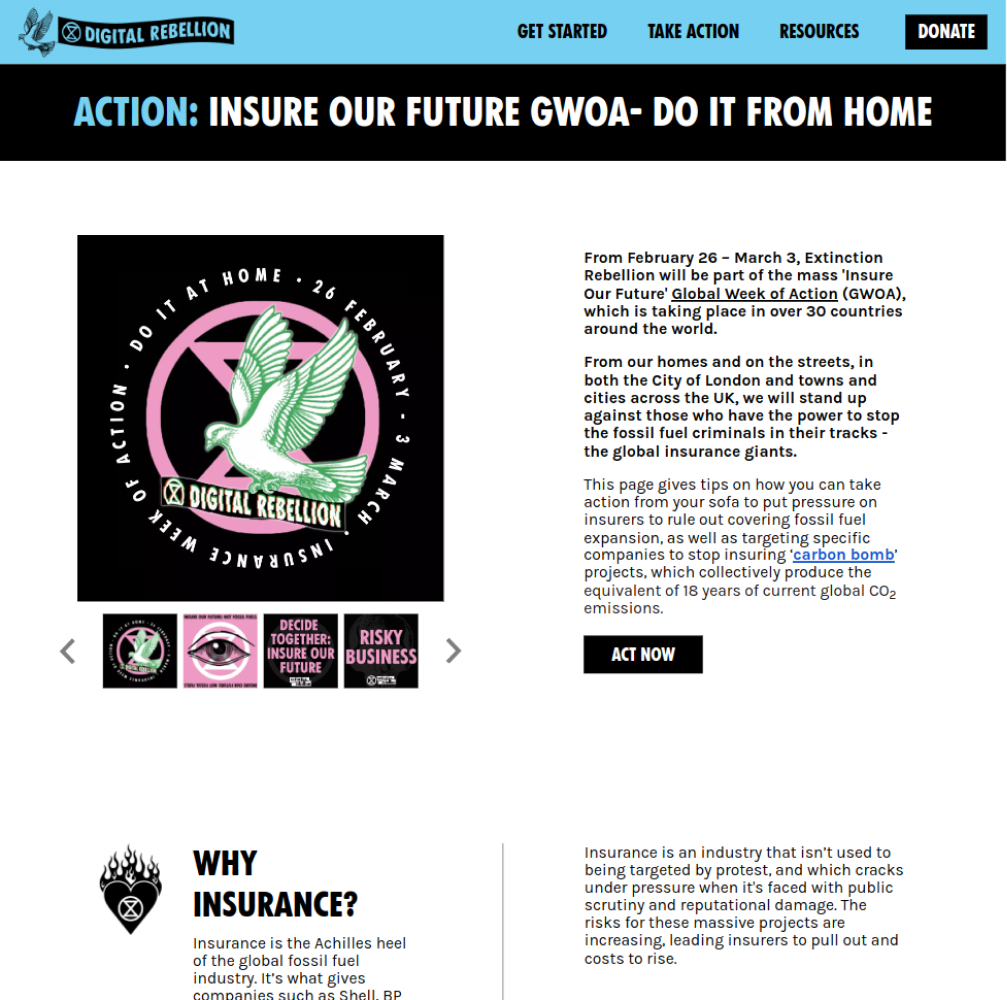 DIGITAL REBELLION
GET STARTED
TAKE ACTION
RESOURCES
DONATE
ACTION: INSURE OUR FUTURE GWOA- DO IT FROM HOME
INSURANCE WEEK OF ACTION · DO IT AT HOME · 26 FEBRUARY - 3 MARCH ·
DIGITAL REBELLION
DECIDE
TOGETHER:
INSURE OUR
FUTURE
RISKY
BUSINESS
From February 26 – March 3, Extinction
Rebellion will be part of the mass 'Insure
Our Future' Global Week of Action (GWOA),
which is taking place in over 30 countries
around the world.
From our homes and on the streets, in
both the City of London and towns and
cities across the UK, we will stand up
against those who have the power to stop
the fossil fuel criminals in their tracks -
the global insurance giants.
This page gives tips on how you can take
action from your sofa to put pressure on
insurers to rule out covering fossil fuel
expansion, as well as targeting specific
companies to stop insuring ‘carbon bomb’
projects, which collectively produce the
equivalent of 18 years of current global CO₂
emissions.
ACT NOW
WHY
INSURANCE?
Insurance is the Achilles heel
of the global fossil fuel
industry. It’s what gives
companies such as Shell, BP
Insurance is an industry that isn’t used to
being targeted by protest, and which cracks
under pressure when it's faced with public
scrutiny and reputational damage. The
risks for these massive projects are
increasing, leading insurers to pull out and
costs to rise.